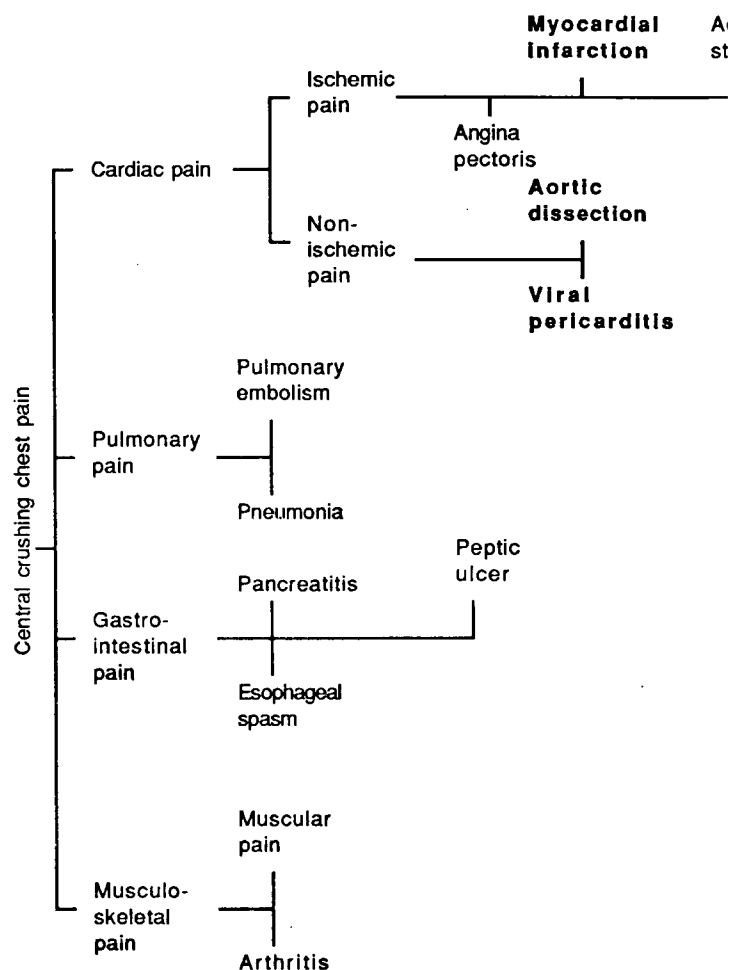 Myocardial
infarction
Ischemic
pain
Angina
pectoris
Cardiac pain
Aortic
dissection
Non-
ischemic
pain
Viral
pericarditis
Central crushing chest pain
Pulmonary
embolism
Pulmonary
pain
Pneumonia
Peptic
ulcer
Pancreatitis
Gastro-
intestinal
pain
Esophageal
spasm
Muscular
pain
Musculo-
skeletal
pain
Arthritis